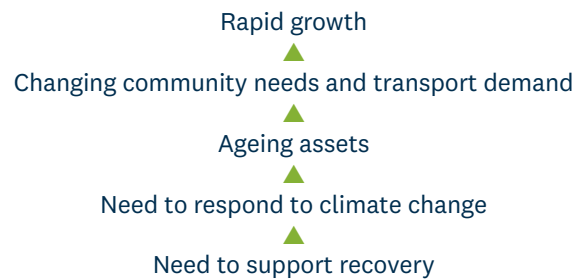 Rapid growth
Changing community needs and transport demand
Ageing assets
Need to respond to climate change
Need to support recovery